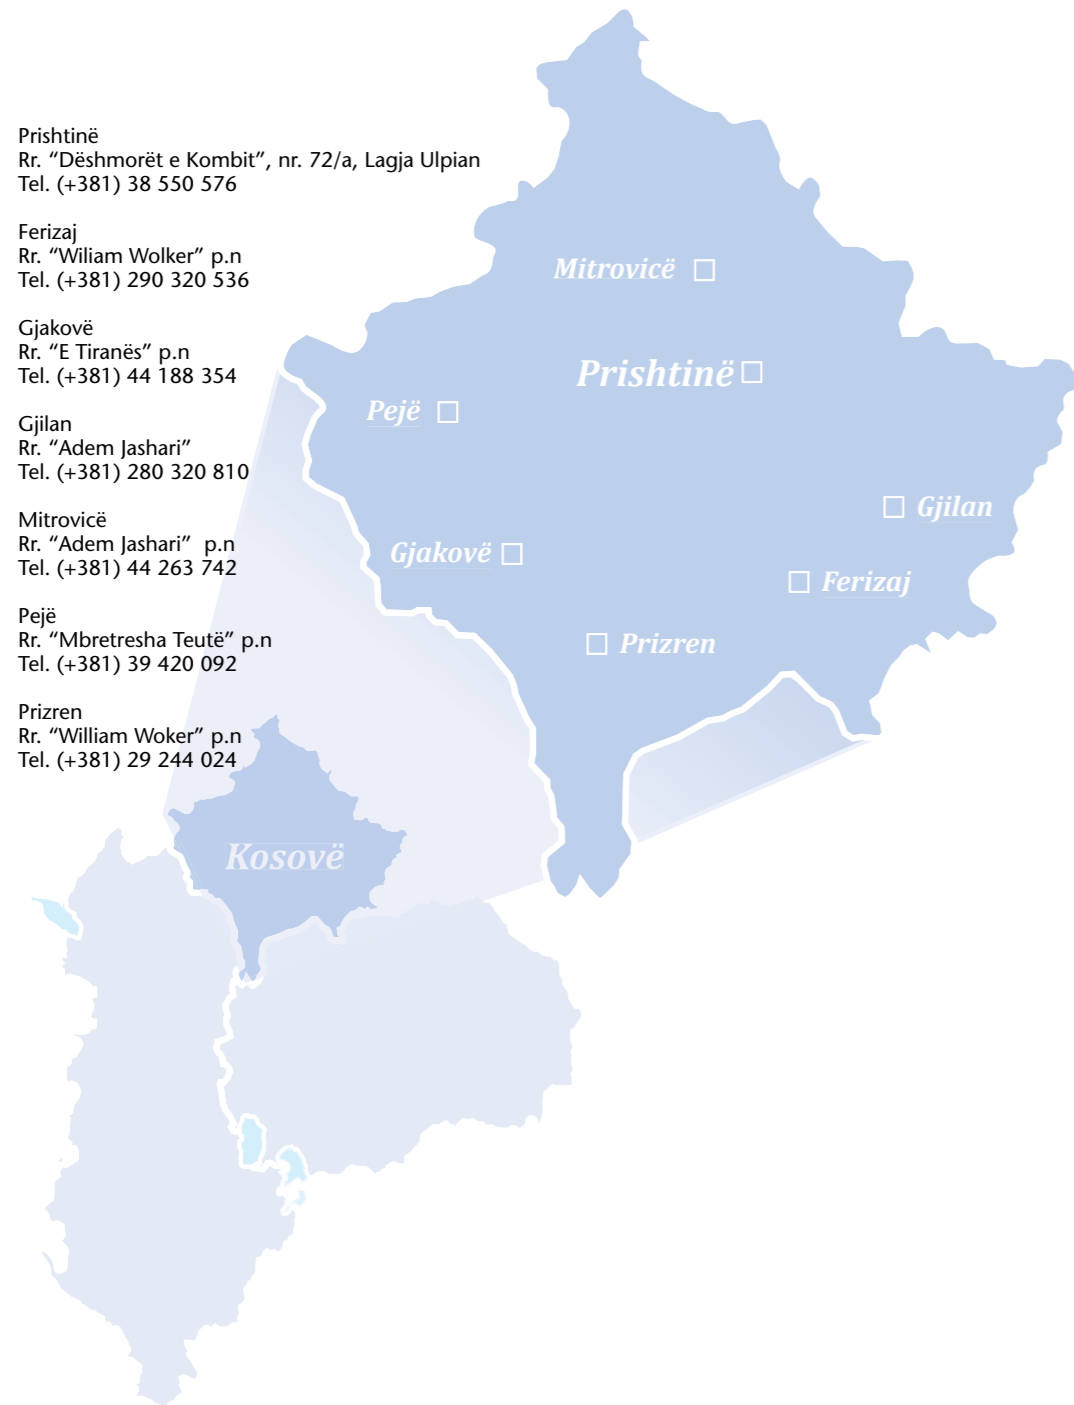 Prishtinë
Rr. “Dëshmorët e Kombit”, nr. 72/a, Lagja Ulpian
Tel. (+381) 38 550 576
Ferizaj
Rr. “Wiliam Wolker” p.n
Tel. (+381) 290 320 536
Gjakovë
Rr. “E Tiranës” p.n
Tel. (+381) 44 188 354
Gjilan
Rr. “Adem Jashari”
Tel. (+381) 280 320 810
Mitrovicë
Rr. “Adem Jashari” p.n
Tel. (+381) 44 263 742
Pejë
Rr. “Mbretresha Teutë” p.n
Tel. (+381) 39 420 092
Prizren
Rr. “William Woker” p.n
Tel. (+381) 29 244 024
Mitrovicë
Prishtinë
Pejë
Gjilan
Gjakovë
Ferizaj
Prizren
Kosovë